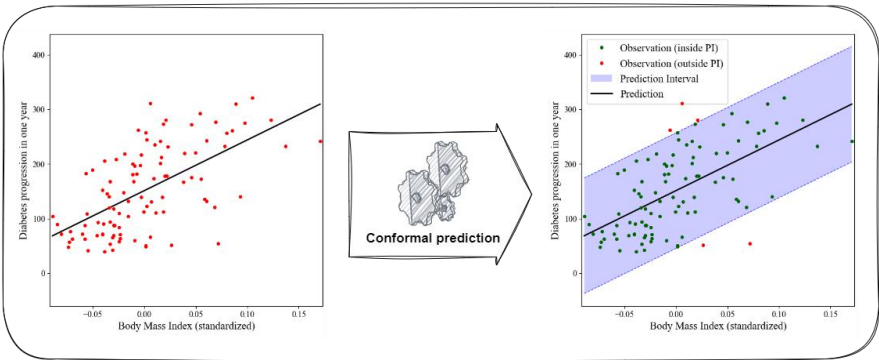 400
300
200
100
0
Diabetes progression in one year
−0.05
0.00
0.05
0.10
0.15
Body Mass Index (standardized)
Conformal prediction
Observation (inside PI)
Observation (outside PI)
Prediction Interval
Prediction
400
300
200
100
0
Diabetes progression in one year
−0.05
0.00
0.05
0.10
0.15
Body Mass Index (standardized)